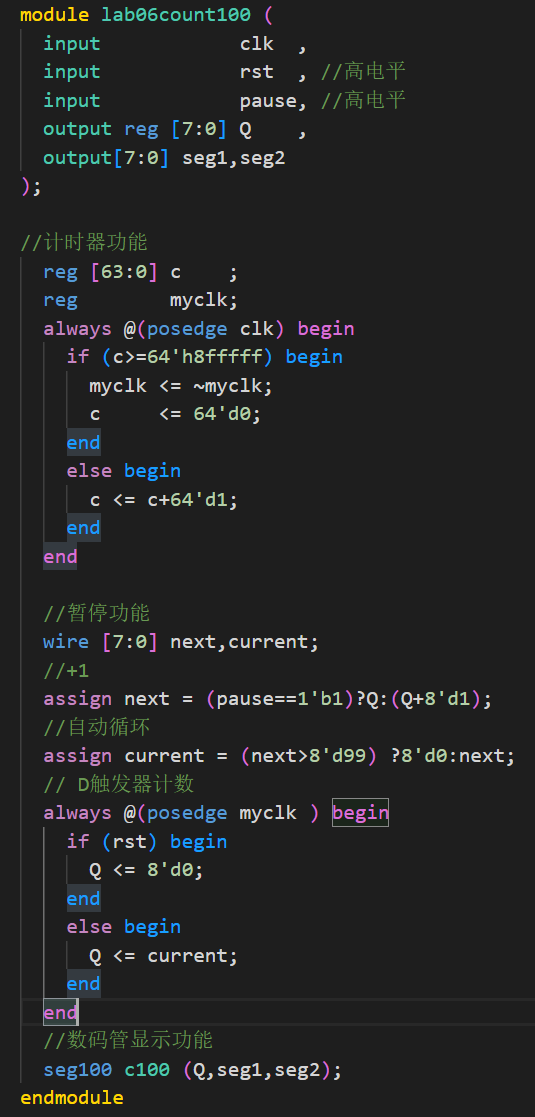 module lab06count100 (
  input            clk  ,
  input            rst  , //高电平
  input            pause, //高电平
  output reg [7:0] Q    ,
  output[7:0] seg1,seg2
);

//计时器功能
  reg [63:0] c    ;
  reg        myclk;
  always @(posedge clk) begin
    if (c>=64'h8fffff) begin
      myclk <= ~myclk;
      c     <= 64'd0;
    end
    else begin
      c <= c+64'd1;
    end
  end

  //暂停功能
  wire [7:0] next,current;
  //+1
  assign next = (pause==1'b1)?Q:(Q+8'd1);
  //自动循环
  assign current = (next>8'd99) ?8'd0:next;
  // D触发器计数
  always @(posedge myclk ) begin
    if (rst) begin
      Q <= 8'd0;
    end
    else begin
      Q <= current;
    end
  end
  //数码管显示功能
  seg100 c100 (Q,seg1,seg2);
endmodule